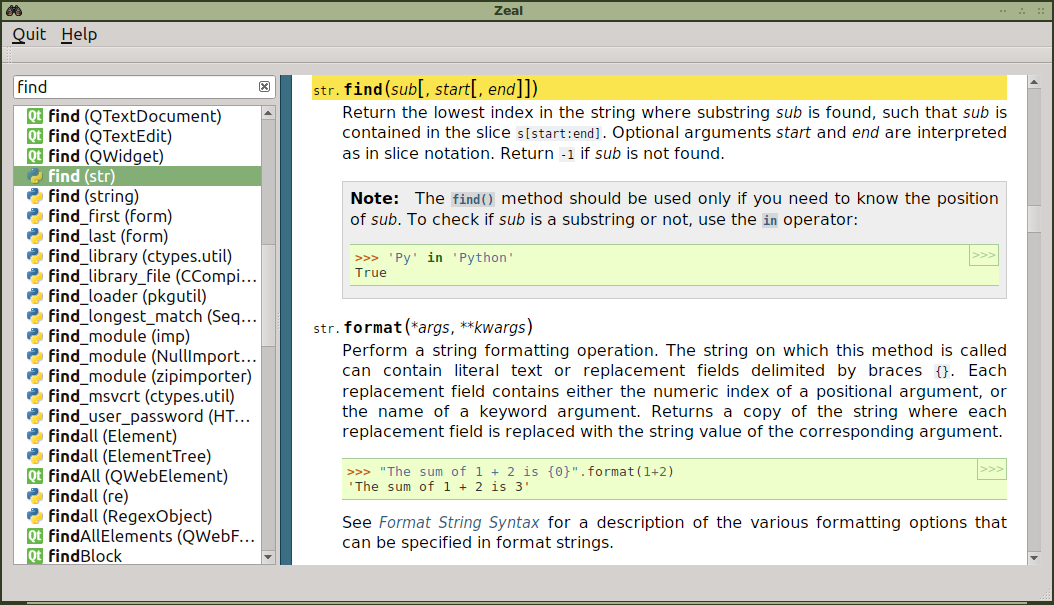 Zeal
Quit Help
find
Qt find (QTextDocument)
Qt find (QTextEdit)
Qt find (QWidget)
find (str)
find (string)
find_first (form)
find_last (form)
find_library (ctypes.util)
find_library_file (CCompi...
find_loader (pkgutil)
find_longest_match (Seq...
find_module (imp)
find_module (NullImport...
find_module (zipimporter)
find_msvcrt (ctypes.util)
find_user_password (HT...
findall (Element)
findall (ElementTree)
Qt findAll (QWebElement)
findall (re)
findall (RegexObject)
Qt findAllElements (QWebF...
Qt findBlock
str.find(sub[, start[, end]])
Return the lowest index in the string where substring sub is found, such that sub is
contained in the slice s[start:end]. Optional arguments start and end are interpreted
as in slice notation. Return -1 if sub is not found.
Note: The find() method should be used only if you need to know the position
of sub. To check if sub is a substring or not, use the in operator:
>>> 'Py' in 'Python' >>>
True
str.format(*args, **kwargs)
Perform a string formatting operation. The string on which this method is called
can contain literal text or replacement fields delimited by braces {}. Each
replacement field contains either the numeric index of a positional argument, or
the name of a keyword argument. Returns a copy of the string where each
replacement field is replaced with the string value of the corresponding argument.
>>> "The sum of 1 + 2 is {0}".format(1+2) >>>
'The sum of 1 + 2 is 3'
See Format String Syntax for a description of the various formatting options that
can be specified in format strings.